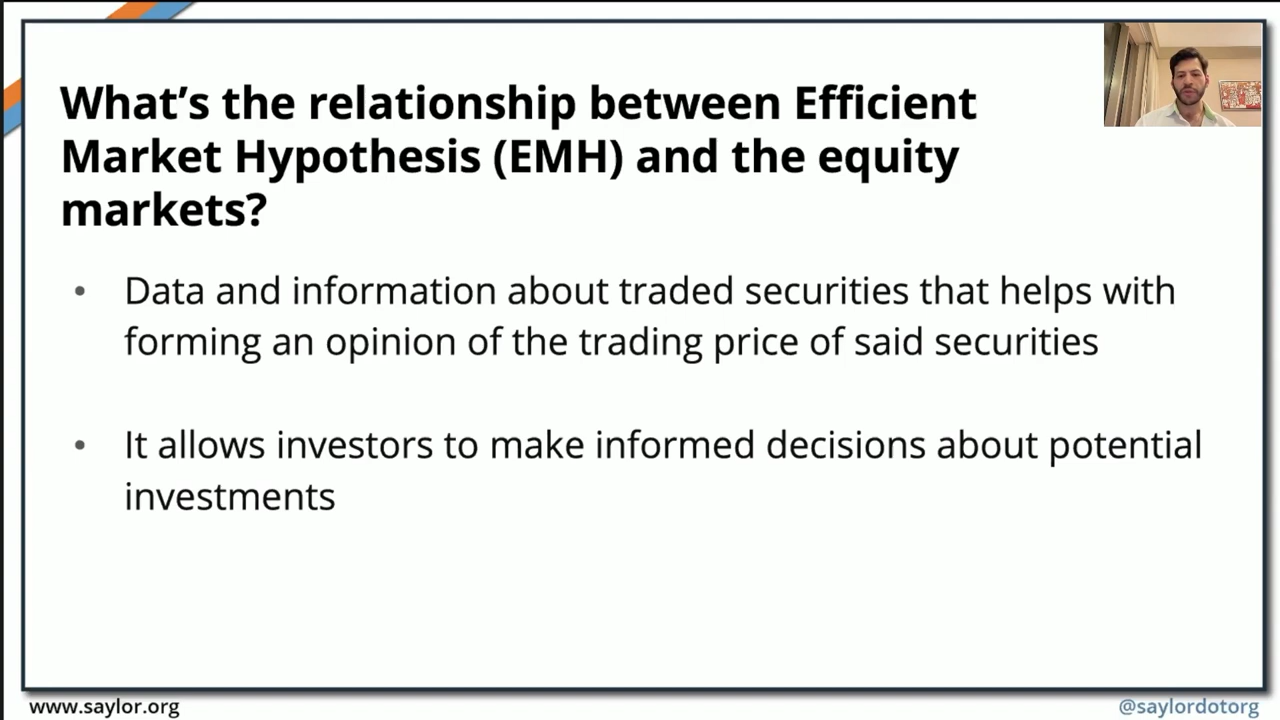 What’s the relationship between Efficient
Market Hypothesis (EMH) and the equity
markets?
• Data and information about traded securities that helps with
forming an opinion of the trading price of said securities
• It allows investors to make informed decisions about potential
investments
www.saylor.org
@saylordotorg